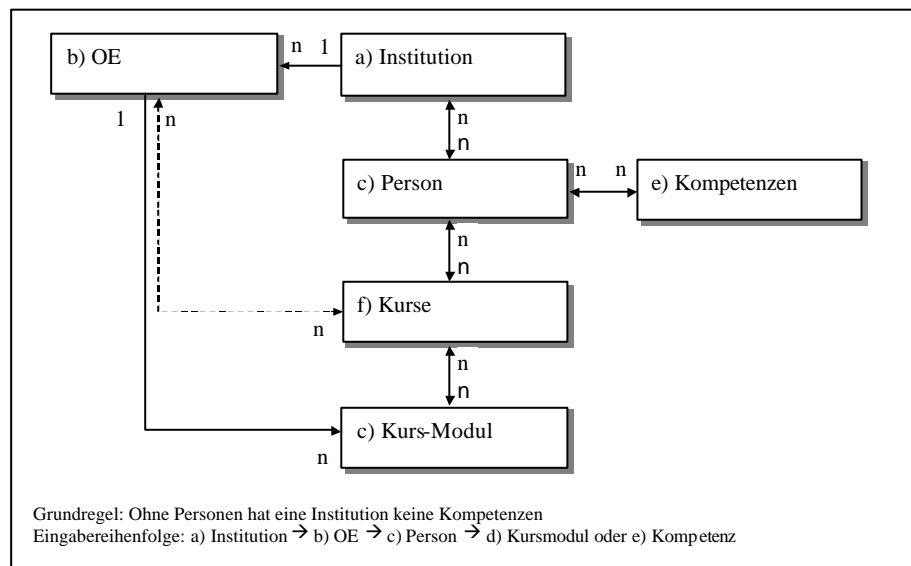 b) OE
n
1
a) Institution
1
n
n
n
c) Person
n
n
e) Kompetenzen
n
n
f) Kurse
n
n
n
c) Kurs-Modul
n
Grundregel: Ohne Personen hat eine Institution keine Kompetenzen
Eingabereihenfolge: a) Institution → b) OE → c) Person → d) Kursmodul oder e) Kompetenz